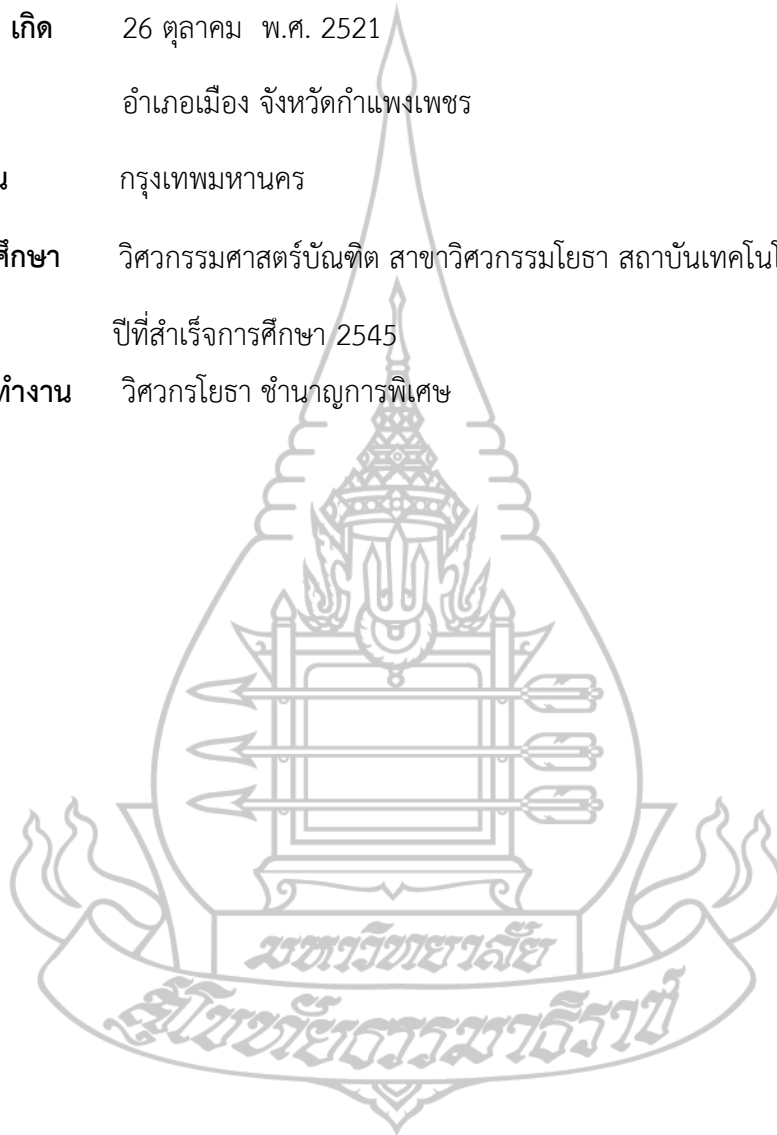 เกิด 26 ตุลาคม พ.ศ. 2521
อำเภอเมือง จังหวัดกำแพงเพชร
กรุงเทพมหานคร
ศึกษา วิศวกรรมศาสตร์บัณฑิต สาขาวิศวกรรมโยธา สถาบันเทคโนโ
ปีที่สำเร็จการศึกษา 2545
ทำงาน วิศวกรโยธา ชำนาญการพิเศษ
มหาวิทยาลัย
สุโขทัยธรรมาธิราช